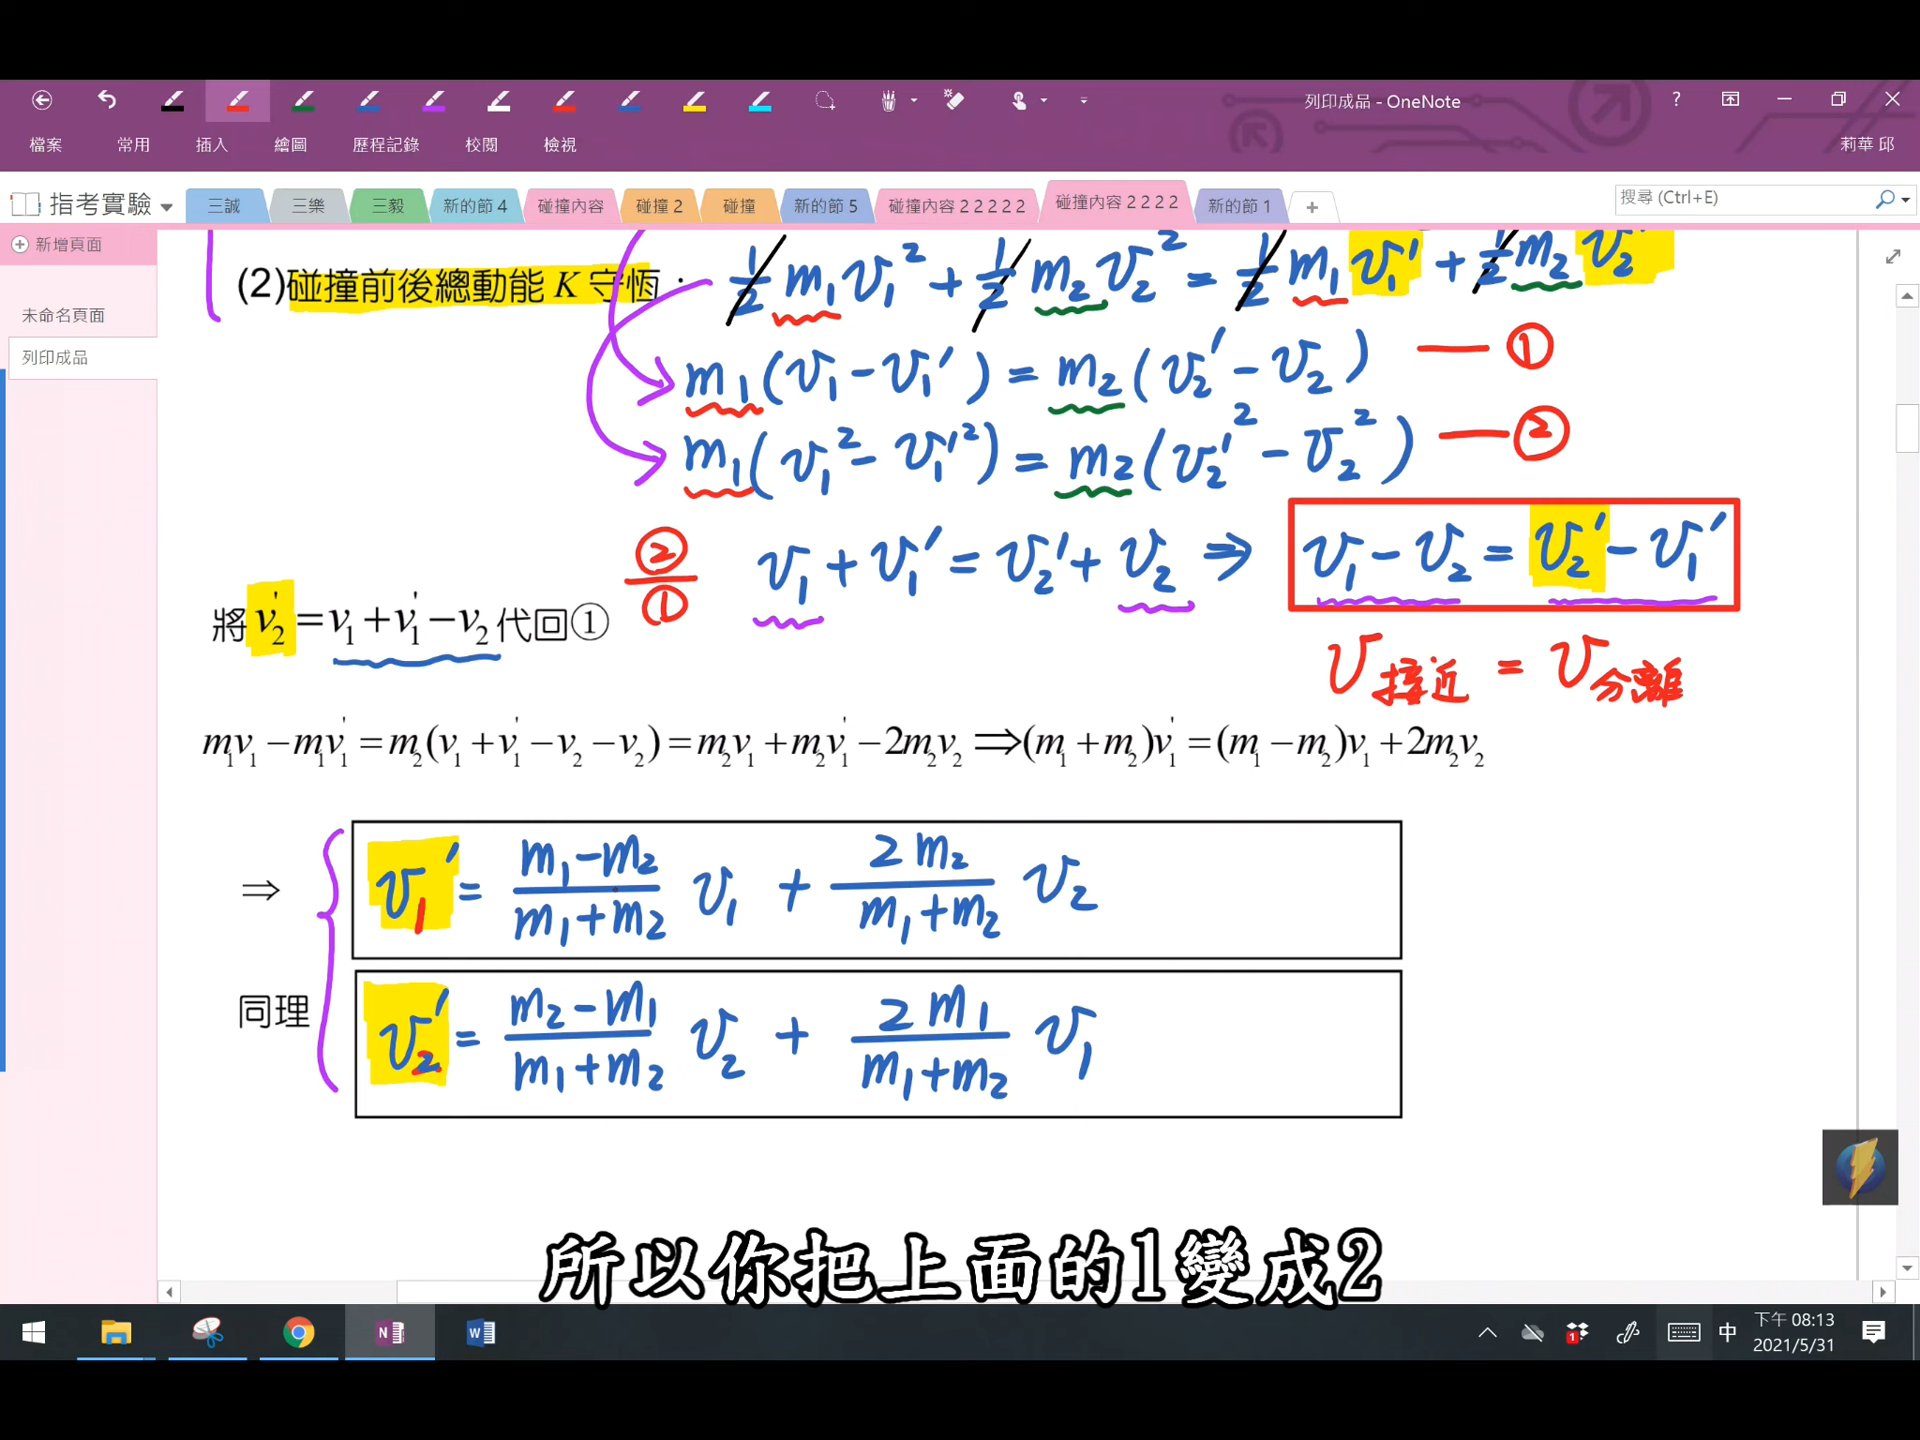 列印成品 - OneNote
?
檔案 常用 插入 繪圖 歷程記錄 校閱 檢視
莉華 邱
指考實驗
三誠 三樂 三毅 新的節 4 碰撞內容 碰撞 2 碰撞 新的節 5 碰撞內容 2 2 2 2 2 碰撞內容 2 2 2 2 新的節 1 +
搜尋 (Ctrl+E)
新增頁面
未命名頁面
列印成品
(2)碰撞前後總動能 K 守恆： ½ m₁v₁² + ½ m₂v₂² = ½ m₁v₁' + ½ m₂v₂'
m₁(v₁ − v₁') = m₂(v₂' − v₂) —— ①
m₁(v₁² − v₁'²) = m₂(v₂'² − v₂²) —— ②
②/① v₁ + v₁' = v₂' + v₂ ⇒ v₁ − v₂ = v₂' − v₁'
將 v₂' = v₁ + v₁' − v₂ 代回①
v接近 = v分離
m₁v₁ − m₁v₁' = m₂(v₁ + v₁' − v₂ − v₂) = m₂v₁ + m₂v₁' − 2m₂v₂ ⇒ (m₁ + m₂)v₁' = (m₁ − m₂)v₁ + 2m₂v₂
⇒ v₁' = (m₁−m₂)/(m₁+m₂) v₁ + 2m₂/(m₁+m₂) v₂
同理 v₂' = (m₂−m₁)/(m₁+m₂) v₂ + 2m₁/(m₁+m₂) v₁
所以你把上面的1變成2
中
下午 08:13
2021/5/31